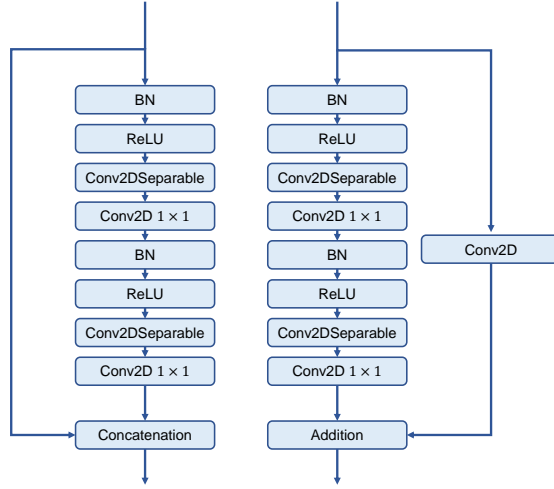 BN
ReLU
Conv2DSeparable
Conv2D 1 × 1
BN
ReLU
Conv2DSeparable
Conv2D 1 × 1
Concatenation
BN
ReLU
Conv2DSeparable
Conv2D 1 × 1
BN
ReLU
Conv2DSeparable
Conv2D 1 × 1
Addition
Conv2D